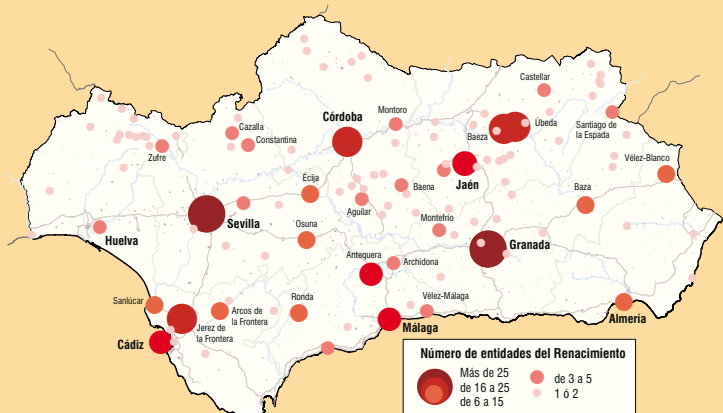 Castellar
Montoro
Córdoba
Cazalla
Constantina
Baeza
Úbeda
Santiago de
la Espada
Zufre
Vélez-Blanco
Écija
Baena
Jaén
Baza
Aguilar
Sevilla
Osuna
Montefrío
Huelva
Granada
Antequera
Archidona
Sanlúcar
Arcos de
la Frontera
Ronda
Vélez-Málaga
Almería
Jerez de
la Frontera
Málaga
Cádiz
Número de entidades del Renacimiento
Más de 25
de 16 a 25
de 6 a 15
de 3 a 5
1 ó 2